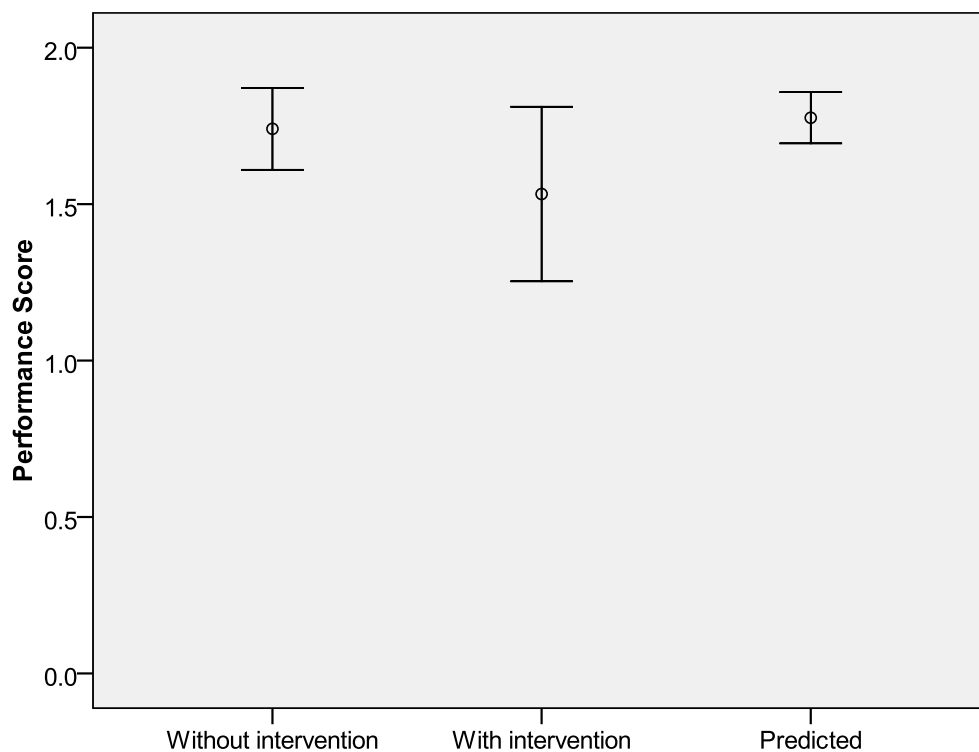 2.0
1.5
1.0
0.5
0.0
Performance Score
Without intervention
With intervention
Predicted